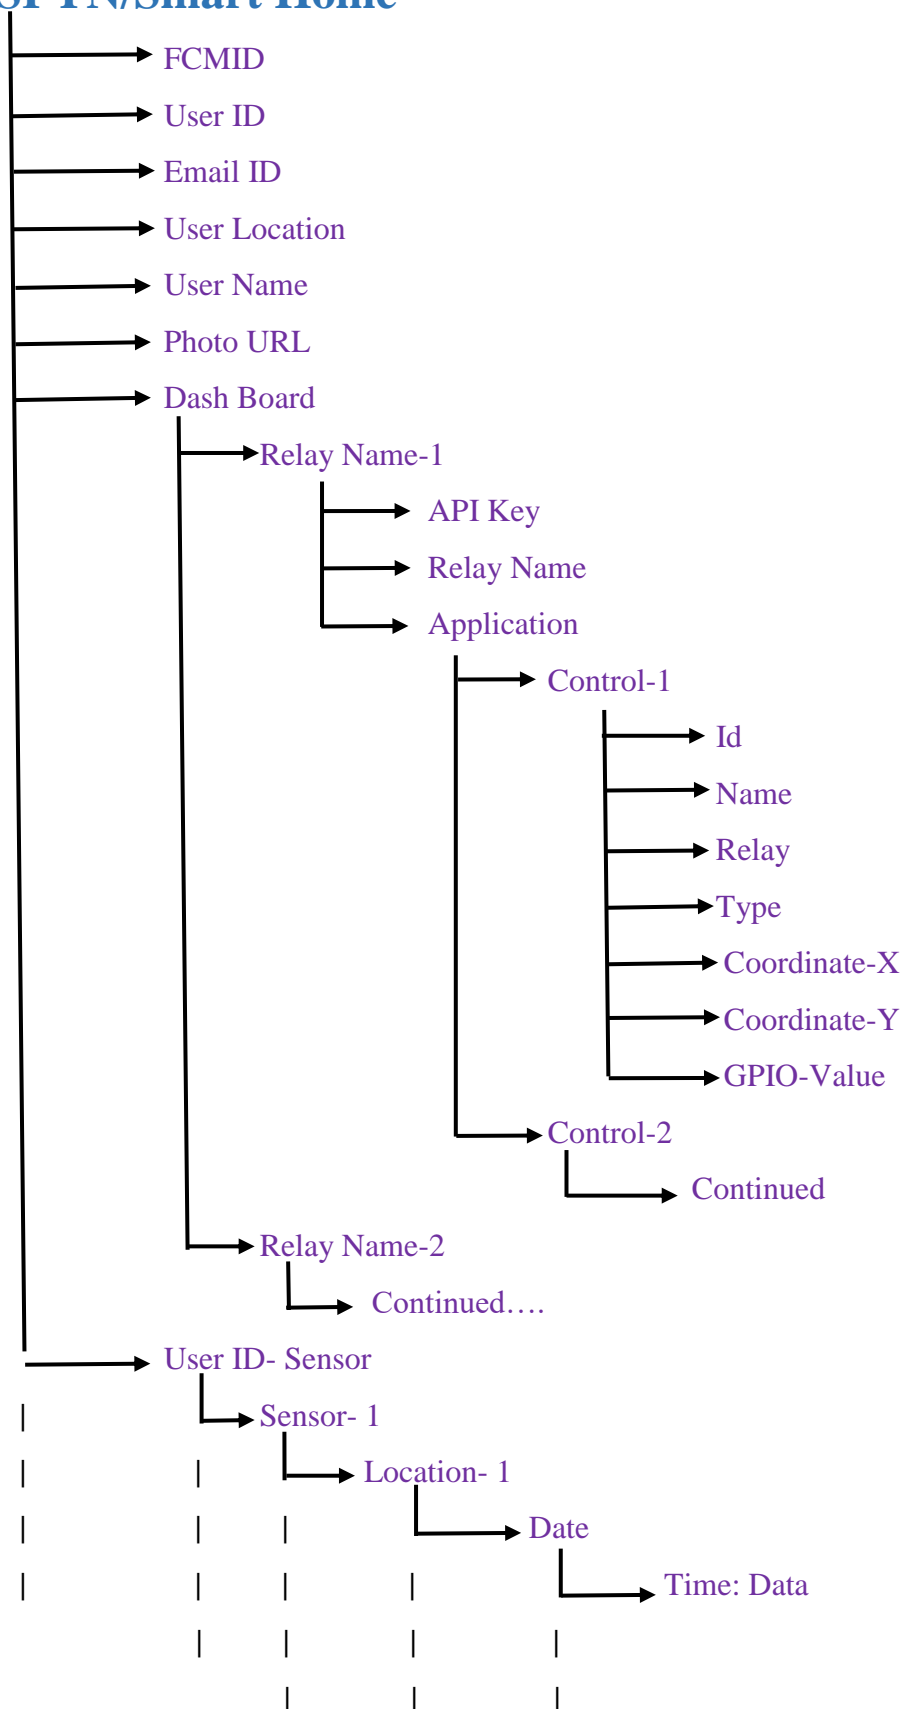 Home
FCMID
User ID
Email ID
User Location
User Name
Photo URL
Dash Board
Relay Name-1
API Key
Relay Name
Application
Control-1
Id
Name
Relay
Type
Coordinate-X
Coordinate-Y
GPIO-Value
Control-2
Continued
Relay Name-2
Continued….
User ID- Sensor
Sensor- 1
Location- 1
Date
Time: Data